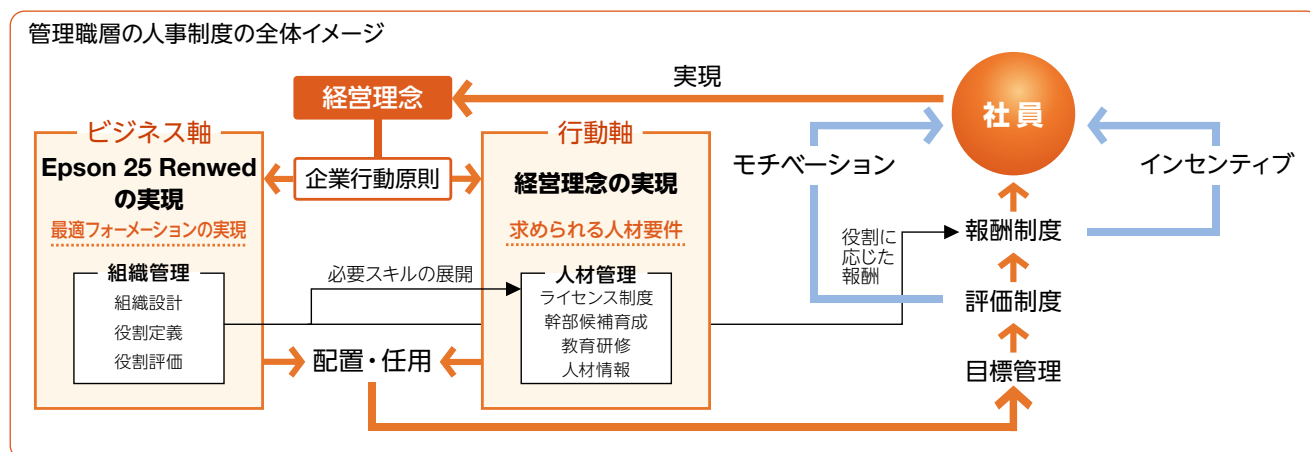 管理職層の人事制度の全体イメージ
実現
経営理念
社員
ビジネス軸
Epson 25 Renwed
の実現
最適フォーメーションの実現
組織管理
組織設計
役割定義
役割評価
企業行動原則
行動軸
経営理念の実現
求められる人材要件
人材管理
ライセンス制度
幹部候補育成
教育研修
人材情報
必要スキルの展開
配置・任用
モチベーション
インセンティブ
役割に
応じた
報酬
報酬制度
評価制度
目標管理